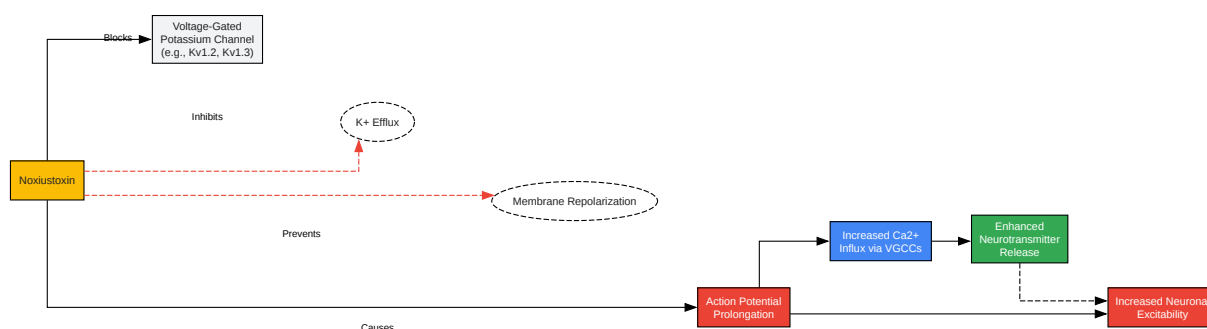 Voltage-Gated
Potassium Channel
(e.g., Kv1.2, Kv1.3)
Blocks
Inhibits
K+ Efflux
Noxiustoxin
Membrane Repolarization
Prevents
Increased Ca2+
Influx via VGCCs
Enhanced
Neurotransmitter
Release
Action Potential
Prolongation
Increased Neurona
Excitability
Causes